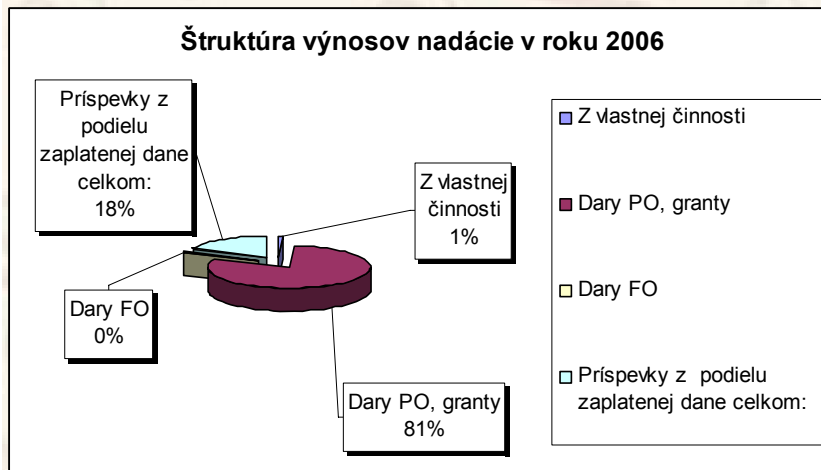 Štruktúra výnosov nadácie v roku 2006
Príspevky z
podielu
zaplatenej dane
celkom:
18%
Z vlastnej
činnosti
1%
Dary FO
0%
Dary PO, granty
81%
Z vlastnej činnosti
Dary PO, granty
Dary FO
Príspevky z podielu
zaplatenej dane celkom: